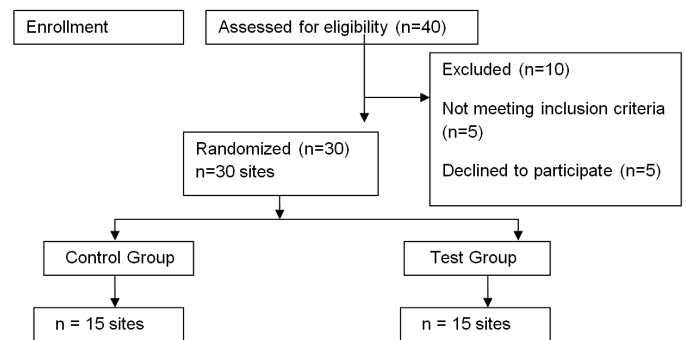 Enrollment
Assessed for eligibility (n=40)
Excluded (n=10)
Not meeting inclusion criteria
(n=5)
Declined to participate (n=5)
Randomized (n=30)
n=30 sites
Control Group
Test Group
n = 15 sites
n = 15 sites